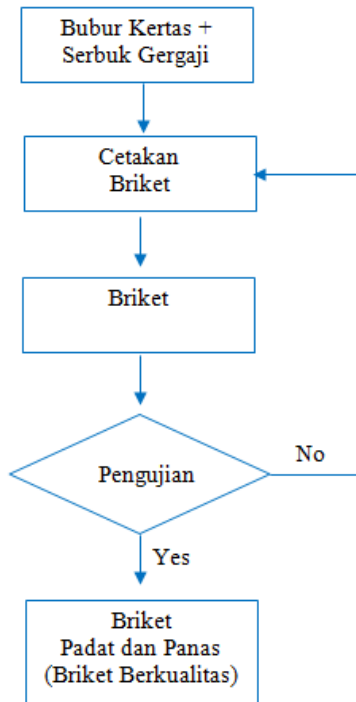 Bubur Kertas +
Serbuk Gergaji
Cetakan
Briket
Briket
Pengujian
No
Yes
Briket
Padat dan Panas
(Briket Berkualitas)